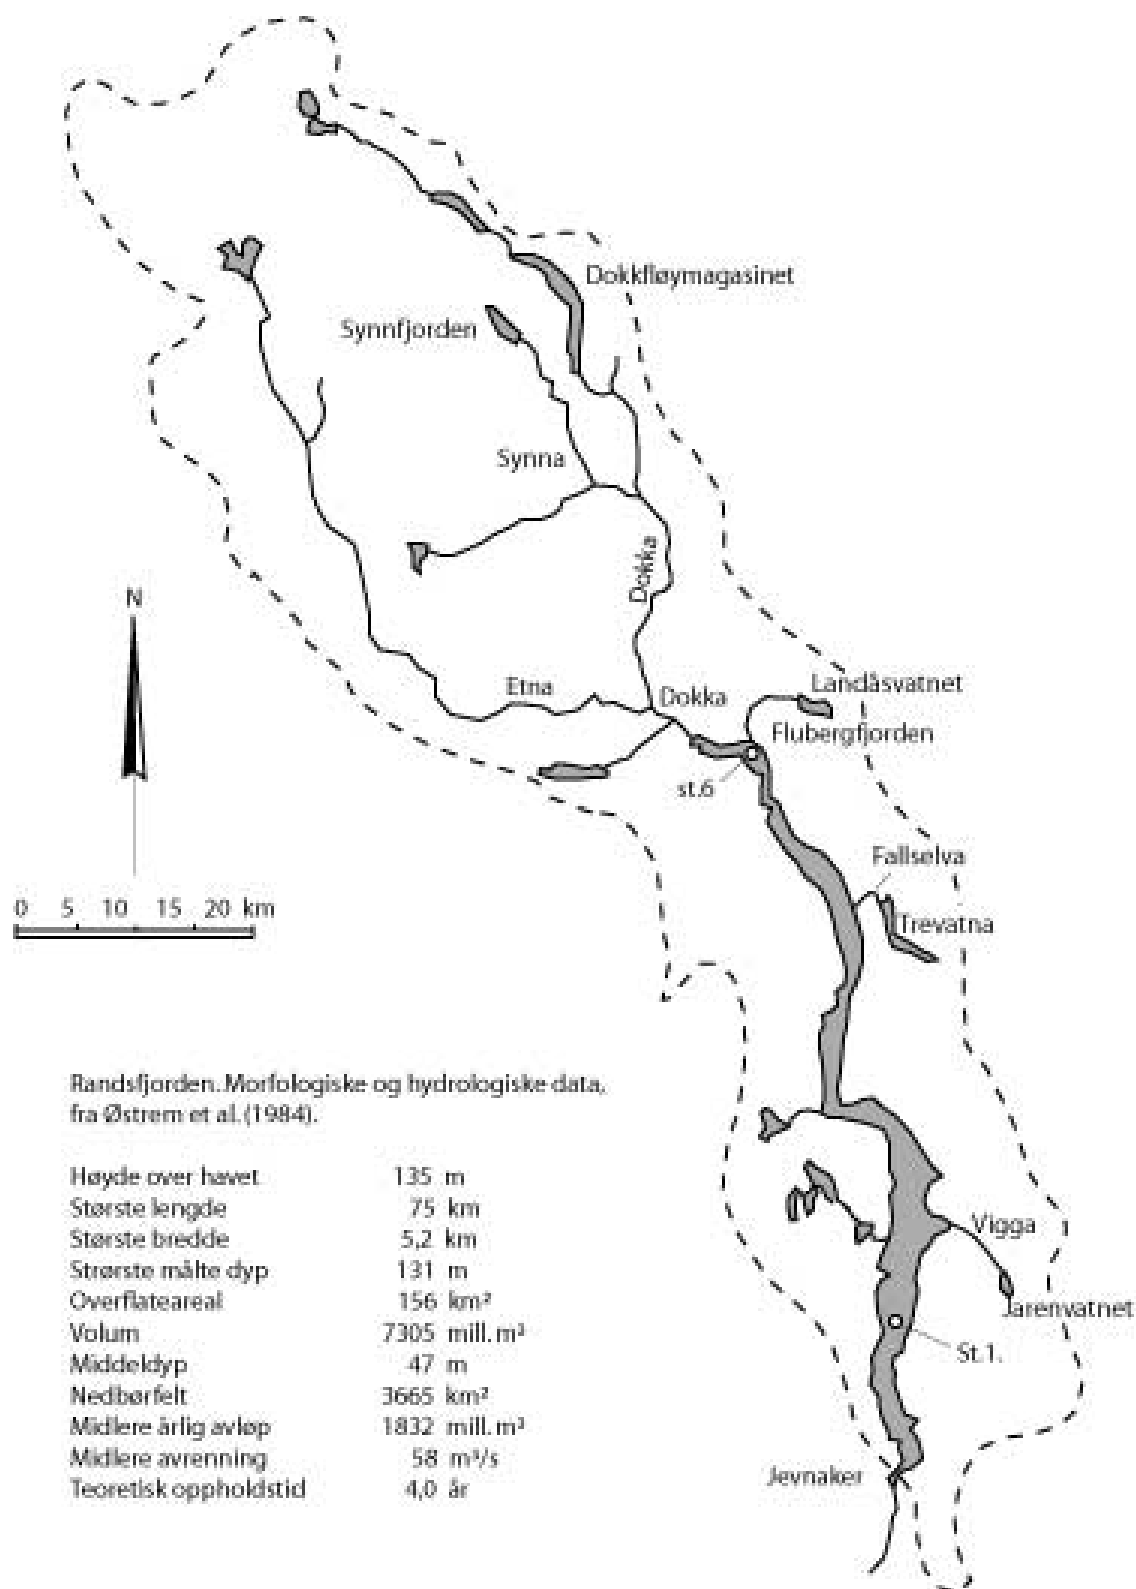 Dokkfløymagasinet
Synnfjorden
Synna
Dokka
N
Landåsvatnet
Etna
Dokka
Flubergfjorden
st.6
Fallselva
0 5 10 15 20 km
Trevatna
Randsfjorden. Morfologiske og hydrologiske data,
fra Østrem et al. (1984).
Høyde over havet 135 m
Største lengde 75 km
Største bredde 5,2 km
Strørste målte dyp 131 m
Overflateareal 156 km²
Volum 7305 mill. m³
Middeldyp 47 m
Nedbørfelt 3665 km²
Midlere årlig avløp 1832 mill. m³
Midlere avrenning 58 m³/s
Teoretisk oppholdstid 4,0 år
Vigga
Jarenvatnet
St.1.
Jevnaker